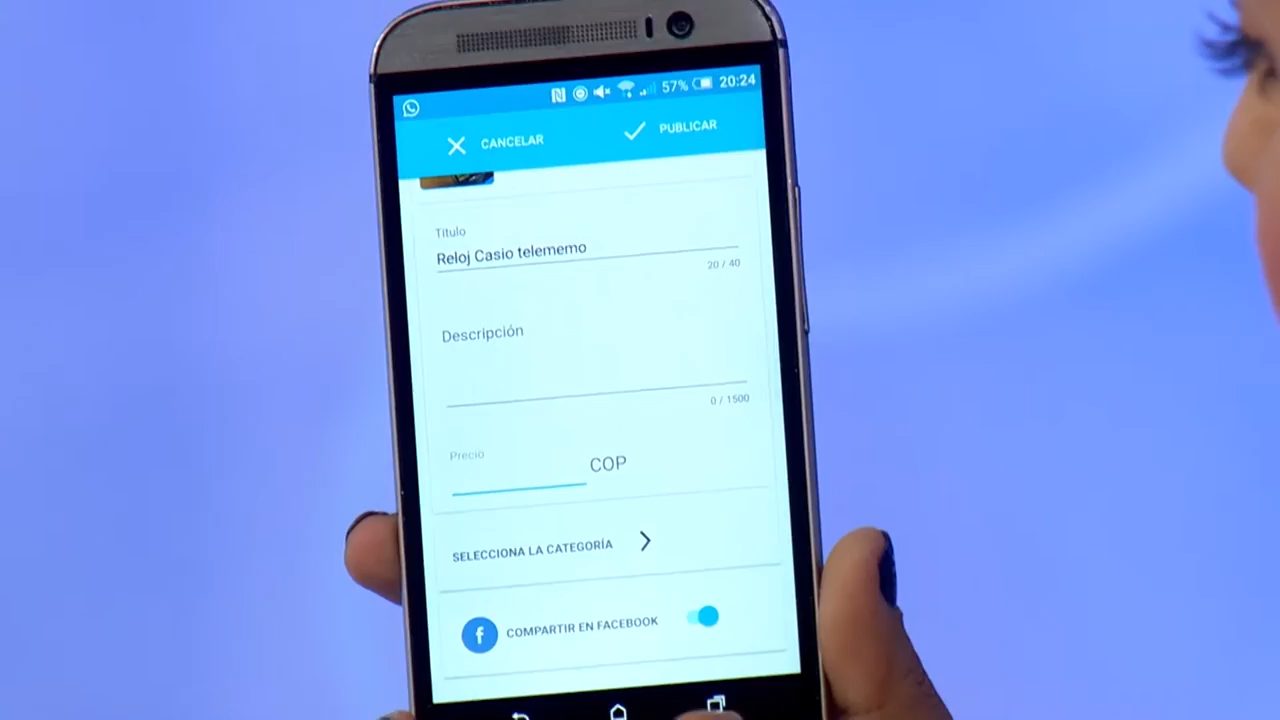 57% 20:24
CANCELAR PUBLICAR
Título
Reloj Casio telememo
20 / 40
Descripción
0 / 1500
Precio
COP
SELECCIONA LA CATEGORÍA
f COMPARTIR EN FACEBOOK